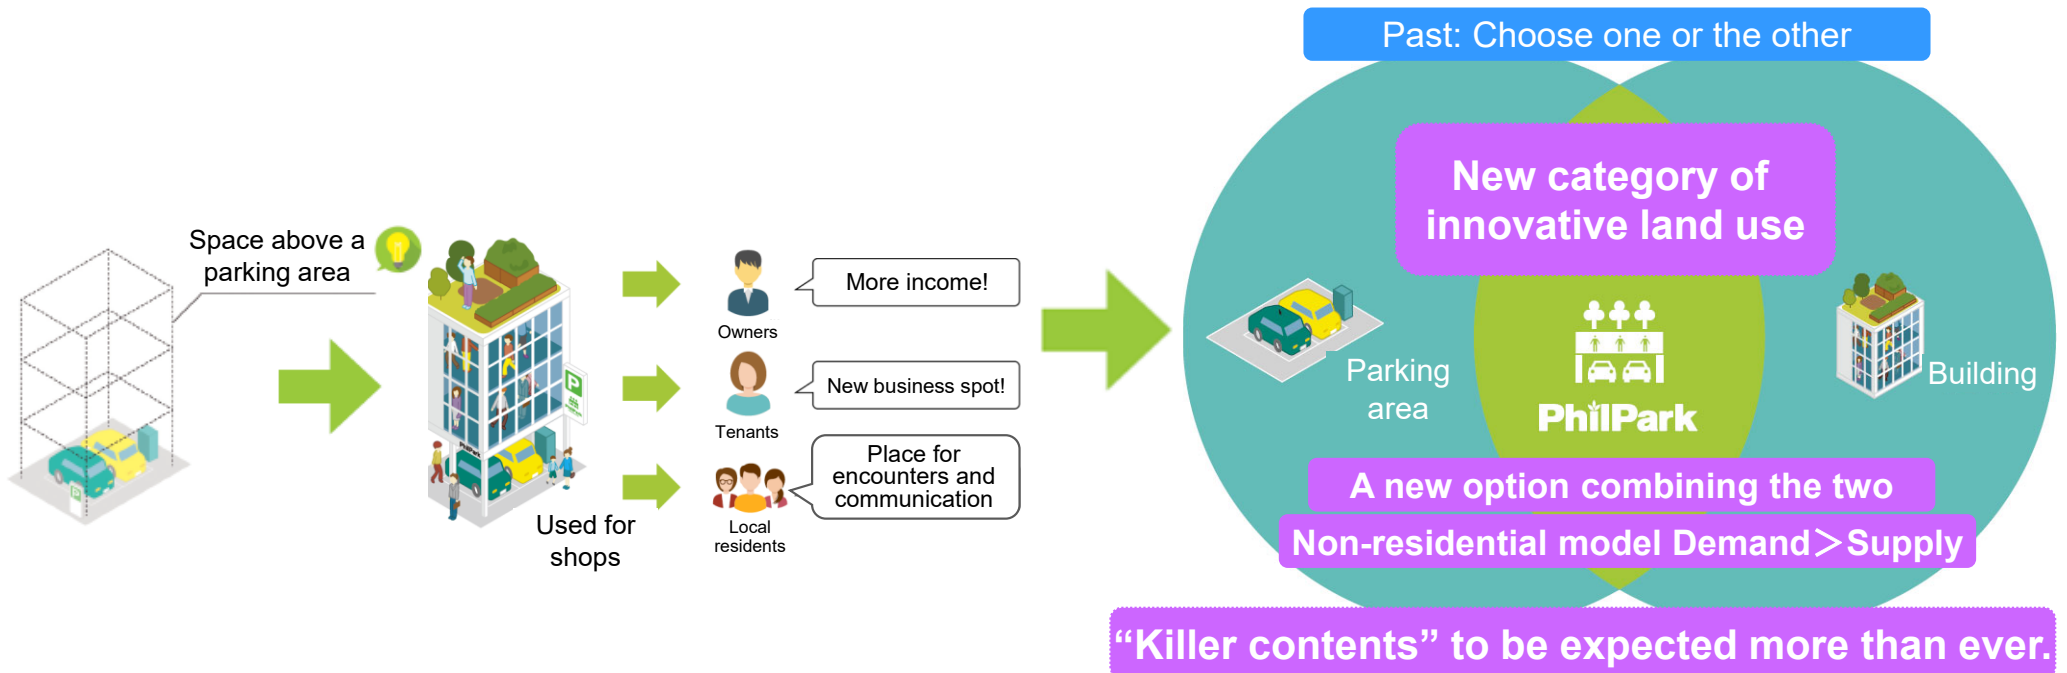 Space above a
parking area
Used for
shops
P
PhilPark
Owners
More income!
Tenants
New business spot!
Local
residents
Place for
encounters and
communication
Past: Choose one or the other
New category of
innovative land use
Parking
area
PhilPark
Building
A new option combining the two
Non-residential model Demand＞Supply
“Killer contents” to be expected more than ever.